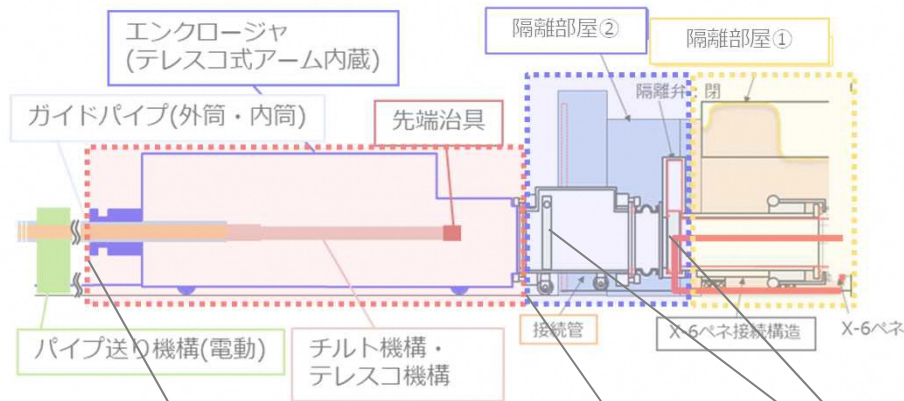 エンクロージャ
(テレスコ式アーム内蔵)
隔離部屋②
隔離部屋①
隔離弁：閉
ガイドパイプ(外筒・内筒)
先端治具
接続管
X-6ペネ接続構造
X-6ペネ
パイプ送り機構(電動)
チルト機構・
テレスコ機構